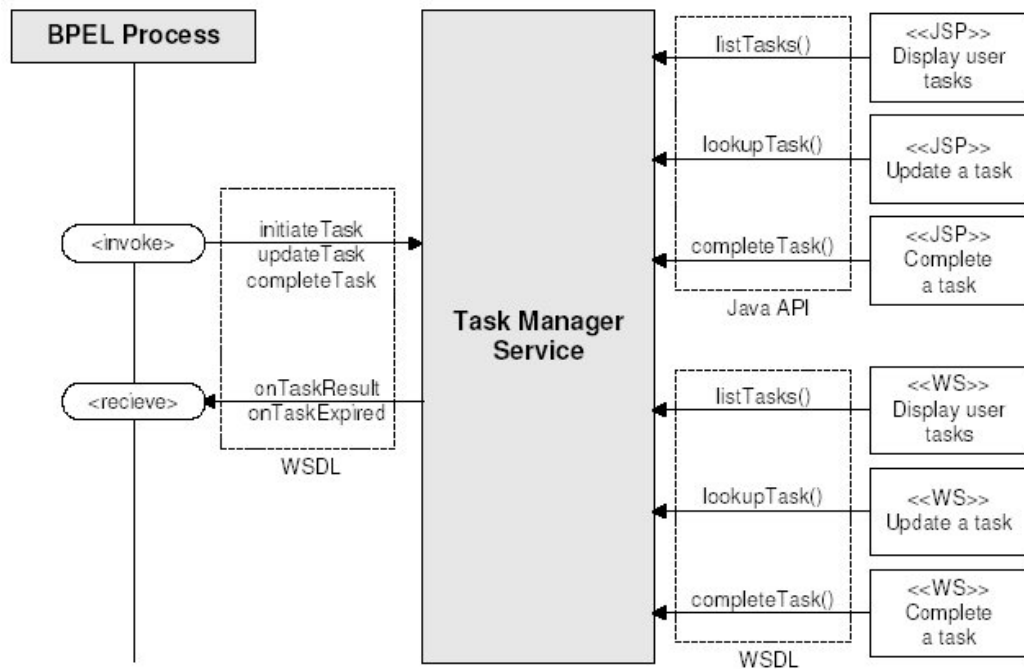 BPEL Process
<invoke>
<recieve>
initiateTask
updateTask
completeTask
onTaskResult
onTaskExpired
WSDL
Task Manager
Service
listTasks()
lookupTask()
completeTask()
Java API
<<JSP>>
Display user
tasks
<<JSP>>
Update a task
<<JSP>>
Complete
a task
listTasks()
lookupTask()
completeTask()
WSDL
<<WS>>
Display user
tasks
<<WS>>
Update a task
<<WS>>
Complete
a task